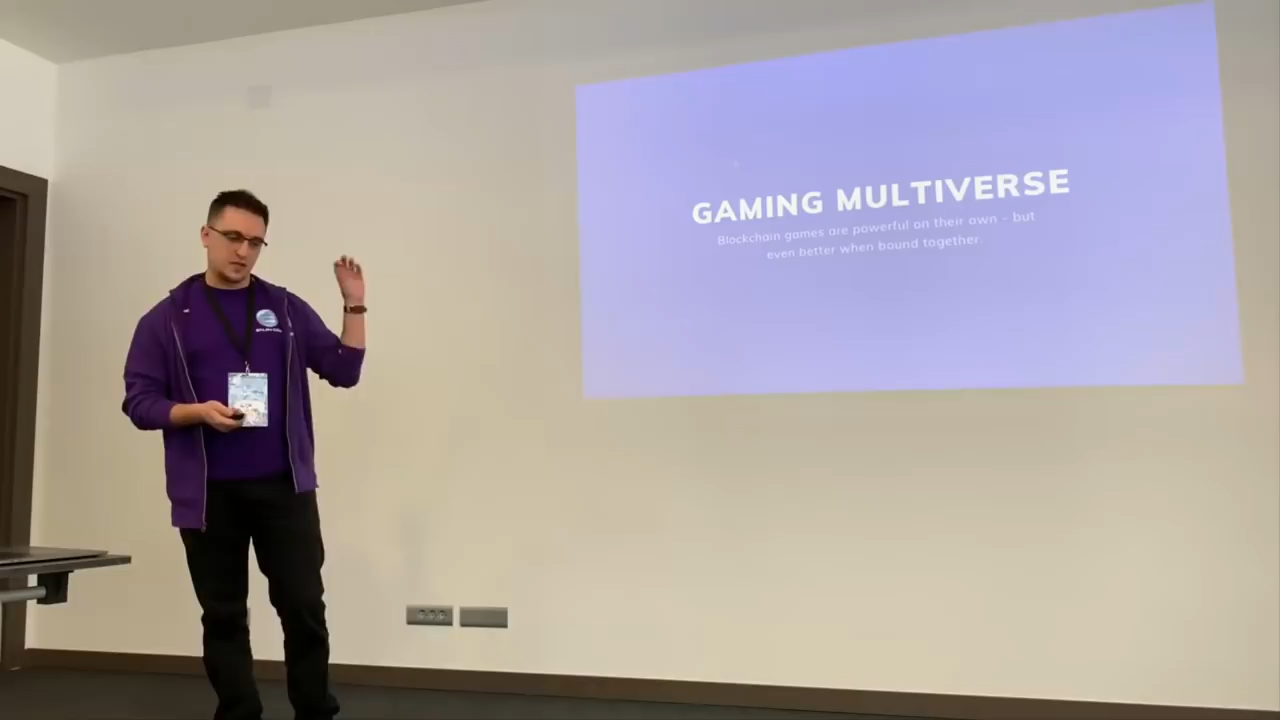 GAMING MULTIVERSE
Blockchain games are powerful on their own - but
even better when bound together.